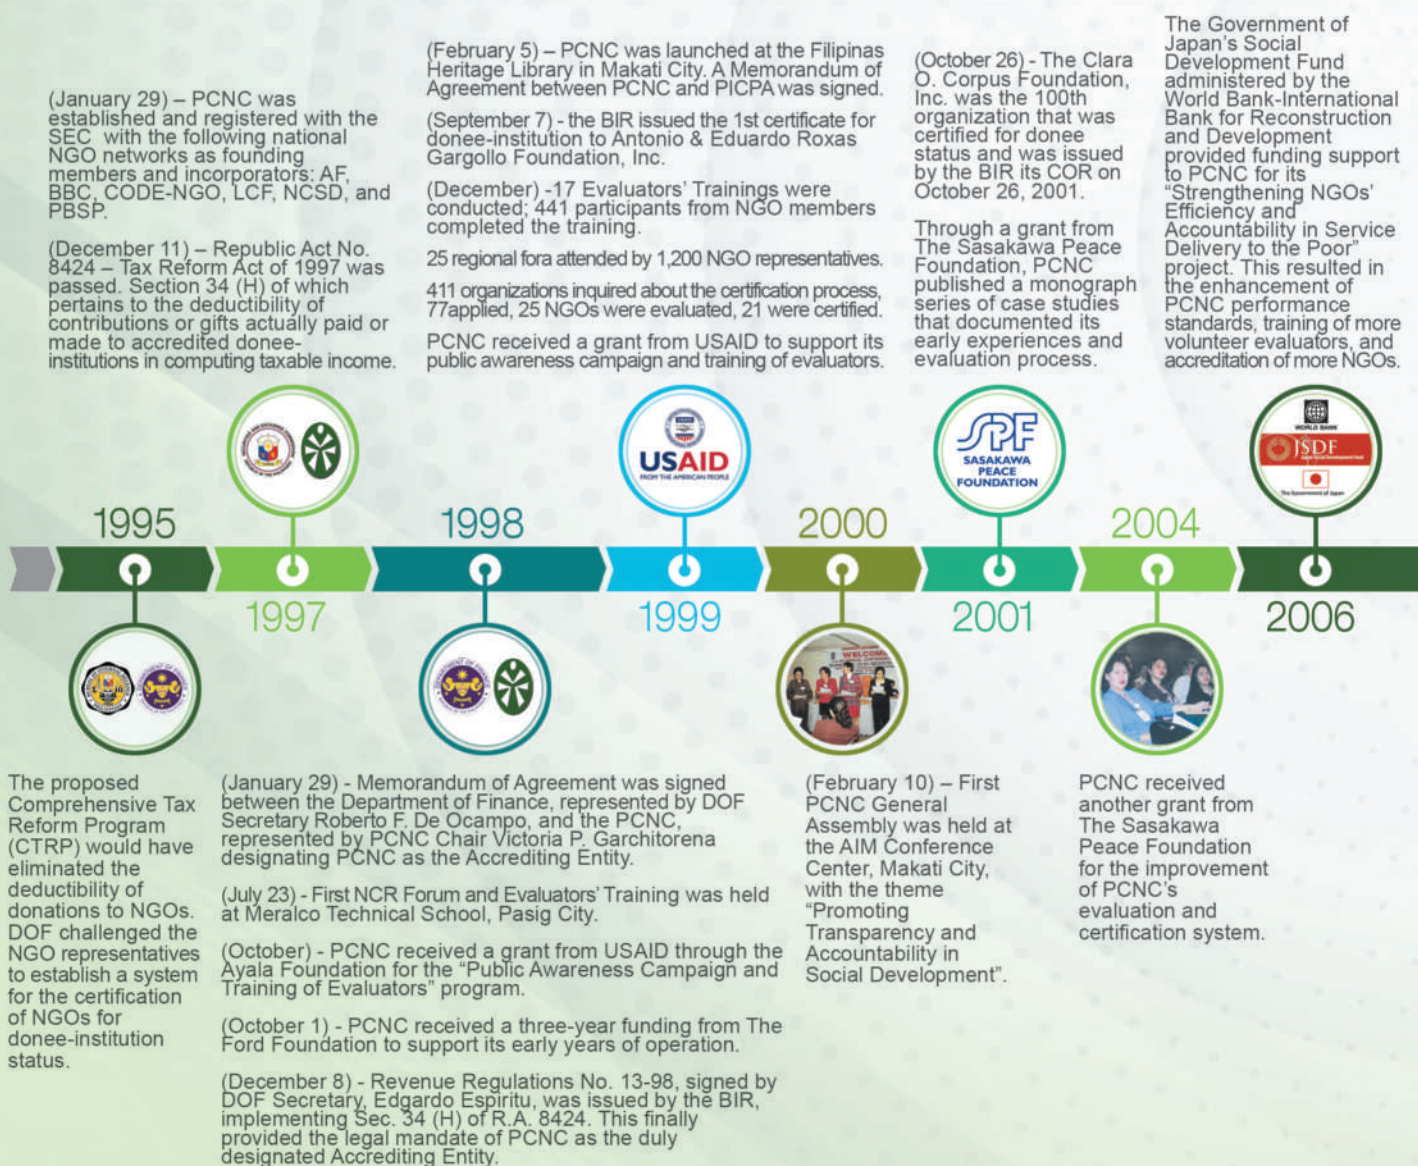 (January 29) – PCNC was
established and registered with the
SEC with the following national
NGO networks as founding
members and incorporators: AF,
BBC, CODE-NGO, LCF, NCSD, and
PBSP.
(December 11) – Republic Act No.
8424 – Tax Reform Act of 1997 was
passed. Section 34 (H) of which
pertains to the deductibility of
contributions or gifts actually paid or
made to accredited donee-
institutions in computing taxable income.
(February 5) – PCNC was launched at the Filipinas
Heritage Library in Makati City. A Memorandum of
Agreement between PCNC and PICPA was signed.
(September 7) - the BIR issued the 1st certificate for
donee-institution to Antonio & Eduardo Roxas
Gargollo Foundation, Inc.
(December) -17 Evaluators' Trainings were
conducted; 441 participants from NGO members
completed the training.
25 regional fora attended by 1,200 NGO representatives.
411 organizations inquired about the certification process,
77applied, 25 NGOs were evaluated, 21 were certified.
PCNC received a grant from USAID to support its
public awareness campaign and training of evaluators.
(October 26) - The Clara
O. Corpus Foundation,
Inc. was the 100th
organization that was
certified for donee
status and was issued
by the BIR its COR on
October 26, 2001.
Through a grant from
The Sasakawa Peace
Foundation, PCNC
published a monograph
series of case studies
that documented its
early experiences and
evaluation process.
The Government of
Japan's Social
Development Fund
administered by the
World Bank-International
Bank for Reconstruction
and Development
provided funding support
to PCNC for its
"Strengthening NGOs'
Efficiency and
Accountability in Service
Delivery to the Poor"
project. This resulted in
the enhancement of
PCNC performance
standards, training of more
volunteer evaluators, and
accreditation of more NGOs.
USAID
FROM THE AMERICAN PEOPLE
SPF
SASAKAWA
PEACE
FOUNDATION
WORLD BANK
JSDF
The Government of Japan
1995
1997
1998
1999
2000
2001
2004
2006
WELCOME
The proposed
Comprehensive Tax
Reform Program
(CTRP) would have
eliminated the
deductibility of
donations to NGOs.
DOF challenged the
NGO representatives
to establish a system
for the certification
of NGOs for
donee-institution
status.
(January 29) - Memorandum of Agreement was signed
between the Department of Finance, represented by DOF
Secretary Roberto F. De Ocampo, and the PCNC,
represented by PCNC Chair Victoria P. Garchitorena
designating PCNC as the Accrediting Entity.
(July 23) - First NCR Forum and Evaluators' Training was held
at Meralco Technical School, Pasig City.
(October) - PCNC received a grant from USAID through the
Ayala Foundation for the "Public Awareness Campaign and
Training of Evaluators" program.
(October 1) - PCNC received a three-year funding from The
Ford Foundation to support its early years of operation.
(December 8) - Revenue Regulations No. 13-98, signed by
DOF Secretary, Edgardo Espiritu, was issued by the BIR,
implementing Sec. 34 (H) of R.A. 8424. This finally
provided the legal mandate of PCNC as the duly
designated Accrediting Entity.
(February 10) – First
PCNC General
Assembly was held at
the AIM Conference
Center, Makati City,
with the theme
"Promoting
Transparency and
Accountability in
Social Development".
PCNC received
another grant from
The Sasakawa
Peace Foundation
for the improvement
of PCNC's
evaluation and
certification system.